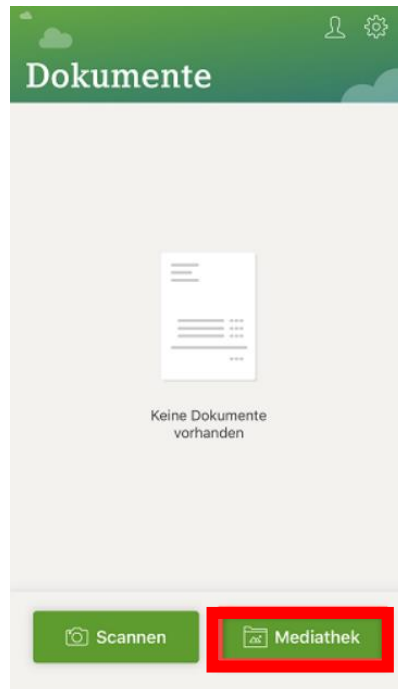 Dokumente
Keine Dokumente
vorhanden
Scannen
Mediathek